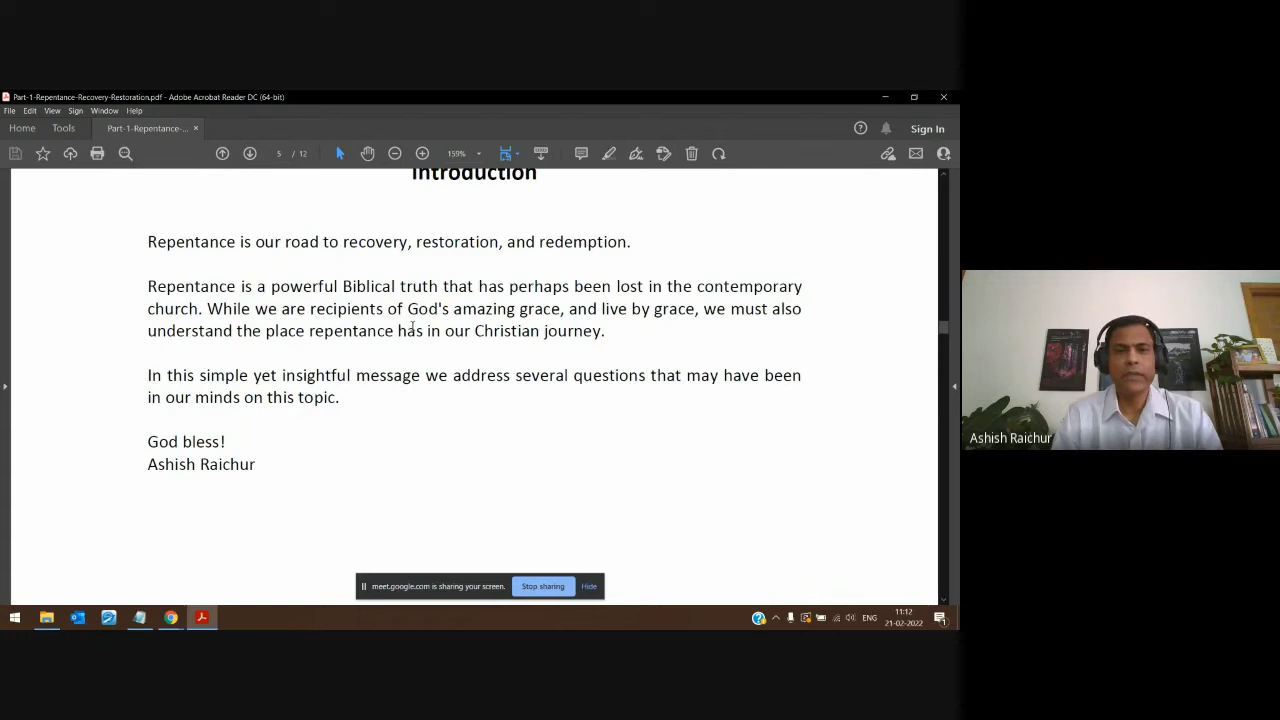 Part-1-Repentance-Recovery-Restoration.pdf - Adobe Acrobat Reader DC (64-bit)
File Edit View Sign Window Help
Home Tools Part-1-Repentance-... × Sign In
5 / 12 159%
Introduction
Repentance is our road to recovery, restoration, and redemption.
Repentance is a powerful Biblical truth that has perhaps been lost in the contemporary
church. While we are recipients of God's amazing grace, and live by grace, we must also
understand the place repentance has in our Christian journey.
In this simple yet insightful message we address several questions that may have been
in our minds on this topic.
God bless!
Ashish Raichur
meet.google.com is sharing your screen. Stop sharing Hide
ENG
11:12
21-02-2022
Ashish Raichur